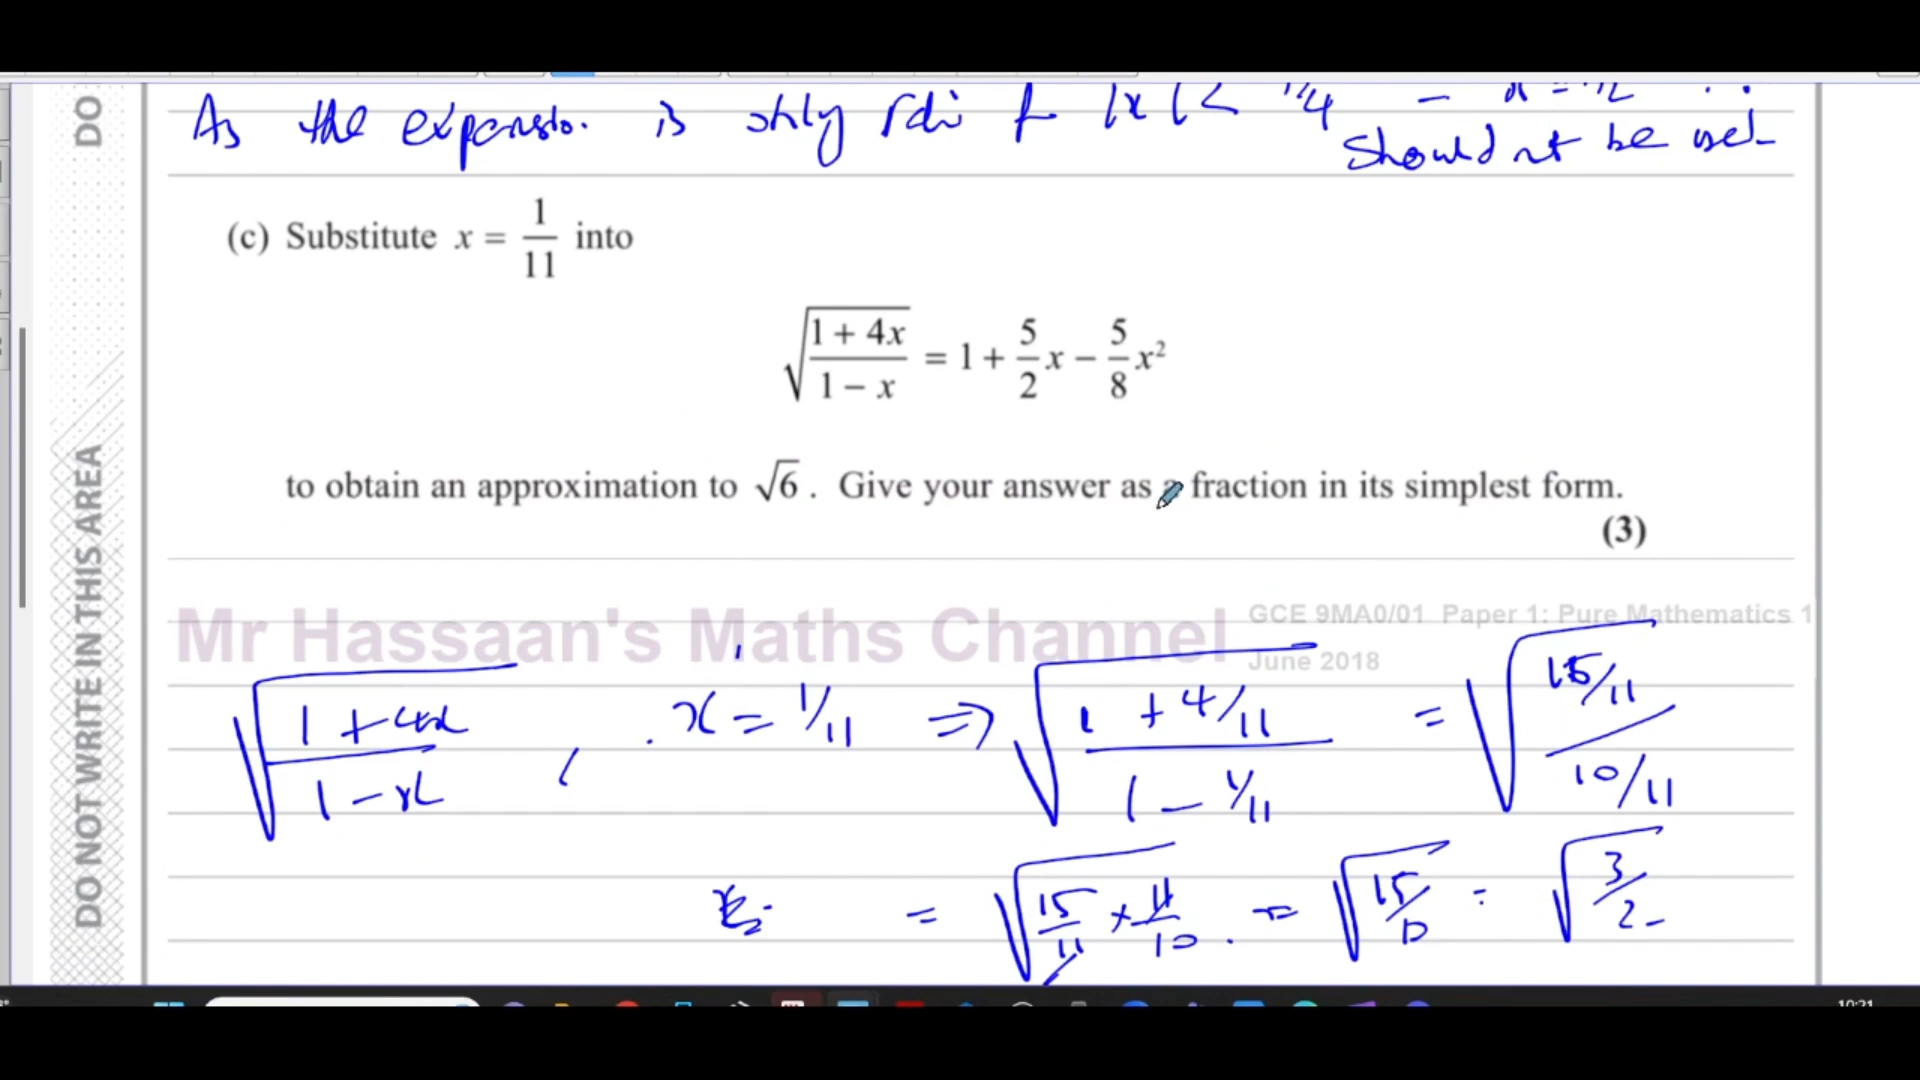 DO
As the expansion is only for |x| < 1/4 - x = 1/2
should not be used
(c) Substitute x = 1/11 into
√((1 + 4x)/(1 − x)) = 1 + 5/2 x − 5/8 x²
to obtain an approximation to √6 . Give your answer as a fraction in its simplest form.
(3)
DO NOT WRITE IN THIS AREA
Mr Hassaan's Maths Channel
GCE 9MA0/01 Paper 1: Pure Mathematics 1
June 2018
√((1 + 4x)/(1 − x)) , x = 1/11 ⇒ √((1 + 4/11)/(1 − 1/11)) = √((15/11)/(10/11))
= √(15/11 × 11/10) = √(15/10) = √(3/2)
10:21